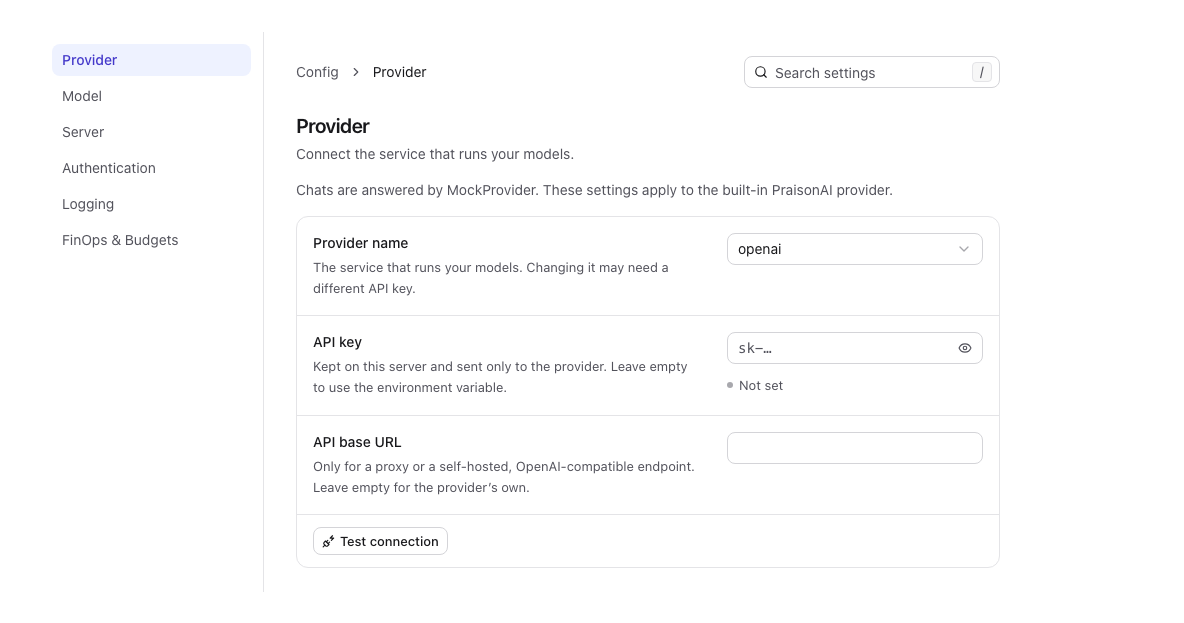 Provider
Model
Server
Authentication
Logging
FinOps & Budgets
Config > Provider
Search settings /
Provider
Connect the service that runs your models.
Chats are answered by MockProvider. These settings apply to the built-in PraisonAI provider.
Provider name
The service that runs your models. Changing it may need a
different API key.
openai
API key
Kept on this server and sent only to the provider. Leave empty
to use the environment variable.
sk-…
Not set
API base URL
Only for a proxy or a self-hosted, OpenAI-compatible endpoint.
Leave empty for the provider’s own.
Test connection